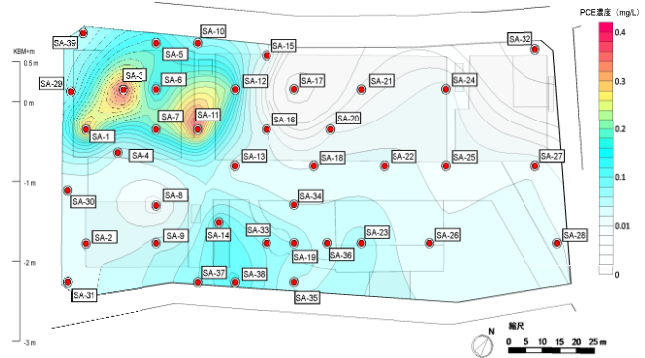 PCE濃度（mg/L）
KBM+m
0.5 m
0 m
-1 m
-2 m
-3 m
SA-39
SA-5
SA-10
SA-15
SA-32
SA-29
SA-3
SA-6
SA-12
SA-17
SA-21
SA-24
SA-1
SA-7
SA-11
SA-16
SA-20
SA-4
SA-13
SA-18
SA-22
SA-25
SA-27
SA-30
SA-8
SA-34
SA-2
SA-9
SA-14
SA-33
SA-19
SA-36
SA-23
SA-26
SA-28
SA-31
SA-37
SA-38
SA-35
0.4
0.3
0.2
0.1
0.01
0
N
縮尺
0 5 10 15 20 25 m